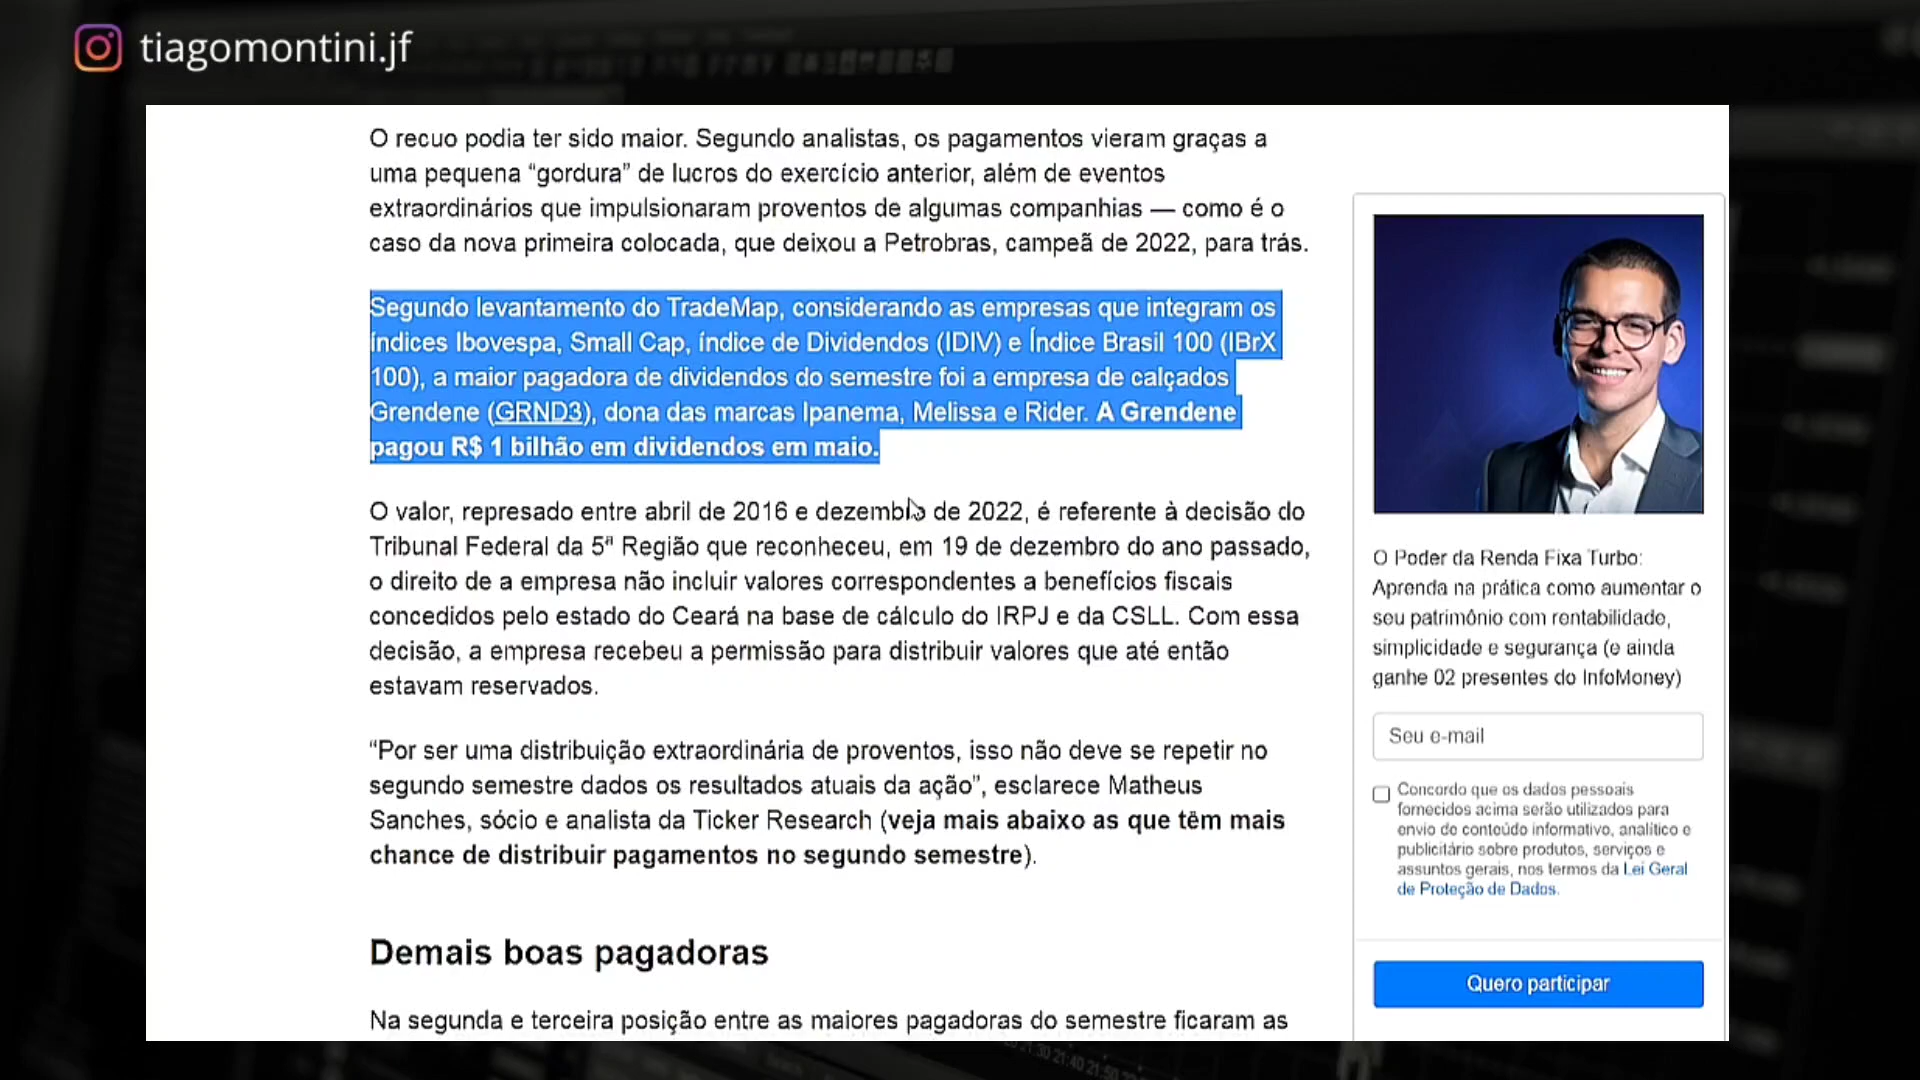 tiagomontini.jf
O recuo podia ter sido maior. Segundo analistas, os pagamentos vieram graças a
uma pequena “gordura” de lucros do exercício anterior, além de eventos
extraordinários que impulsionaram proventos de algumas companhias — como é o
caso da nova primeira colocada, que deixou a Petrobras, campeã de 2022, para trás.
Segundo levantamento do TradeMap, considerando as empresas que integram os
índices Ibovespa, Small Cap, índice de Dividendos (IDIV) e Índice Brasil 100 (IBrX
100), a maior pagadora de dividendos do semestre foi a empresa de calçados
Grendene (GRND3), dona das marcas Ipanema, Melissa e Rider. A Grendene
pagou R$ 1 bilhão em dividendos em maio.
O valor, represado entre abril de 2016 e dezembro de 2022, é referente à decisão do
Tribunal Federal da 5ª Região que reconheceu, em 19 de dezembro do ano passado,
o direito de a empresa não incluir valores correspondentes a benefícios fiscais
concedidos pelo estado do Ceará na base de cálculo do IRPJ e da CSLL. Com essa
decisão, a empresa recebeu a permissão para distribuir valores que até então
estavam reservados.
“Por ser uma distribuição extraordinária de proventos, isso não deve se repetir no
segundo semestre dados os resultados atuais da ação”, esclarece Matheus
Sanches, sócio e analista da Ticker Research (veja mais abaixo as que têm mais
chance de distribuir pagamentos no segundo semestre).
Demais boas pagadoras
Na segunda e terceira posição entre as maiores pagadoras do semestre ficaram as
O Poder da Renda Fixa Turbo:
Aprenda na prática como aumentar o
seu patrimônio com rentabilidade,
simplicidade e segurança (e ainda
ganhe 02 presentes do InfoMoney)
Seu e-mail
Concordo que os dados pessoais
fornecidos acima serão utilizados para
envio de conteúdo informativo, analítico e
publicitário sobre produtos, serviços e
assuntos gerais, nos termos da Lei Geral
de Proteção de Dados.
Quero participar